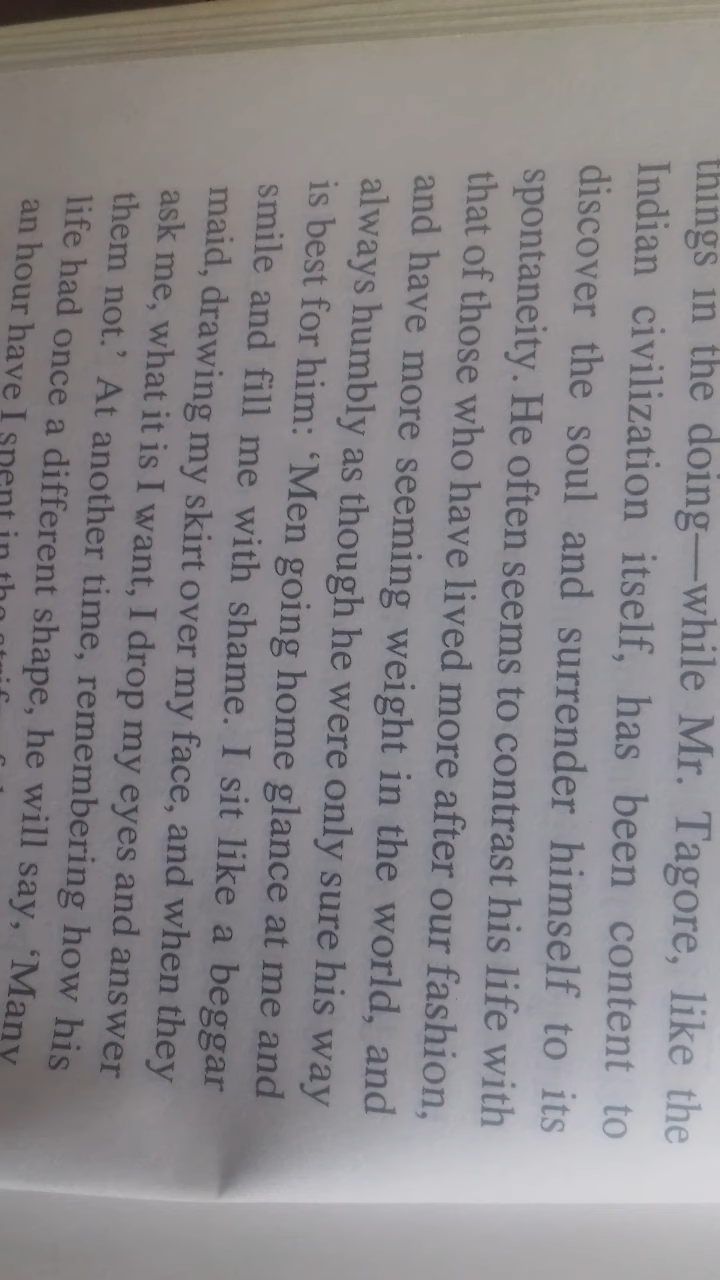 things in the doing—while Mr. Tagore, like the
Indian civilization itself, has been content to
discover the soul and surrender himself to its
spontaneity. He often seems to contrast his life with
that of those who have lived more after our fashion,
and have more seeming weight in the world, and
always humbly as though he were only sure his way
is best for him: ‘Men going home glance at me and
smile and fill me with shame. I sit like a beggar
maid, drawing my skirt over my face, and when they
ask me, what it is I want, I drop my eyes and answer
them not.’ At another time, remembering how his
life had once a different shape, he will say, ‘Many
an hour have I spent in the